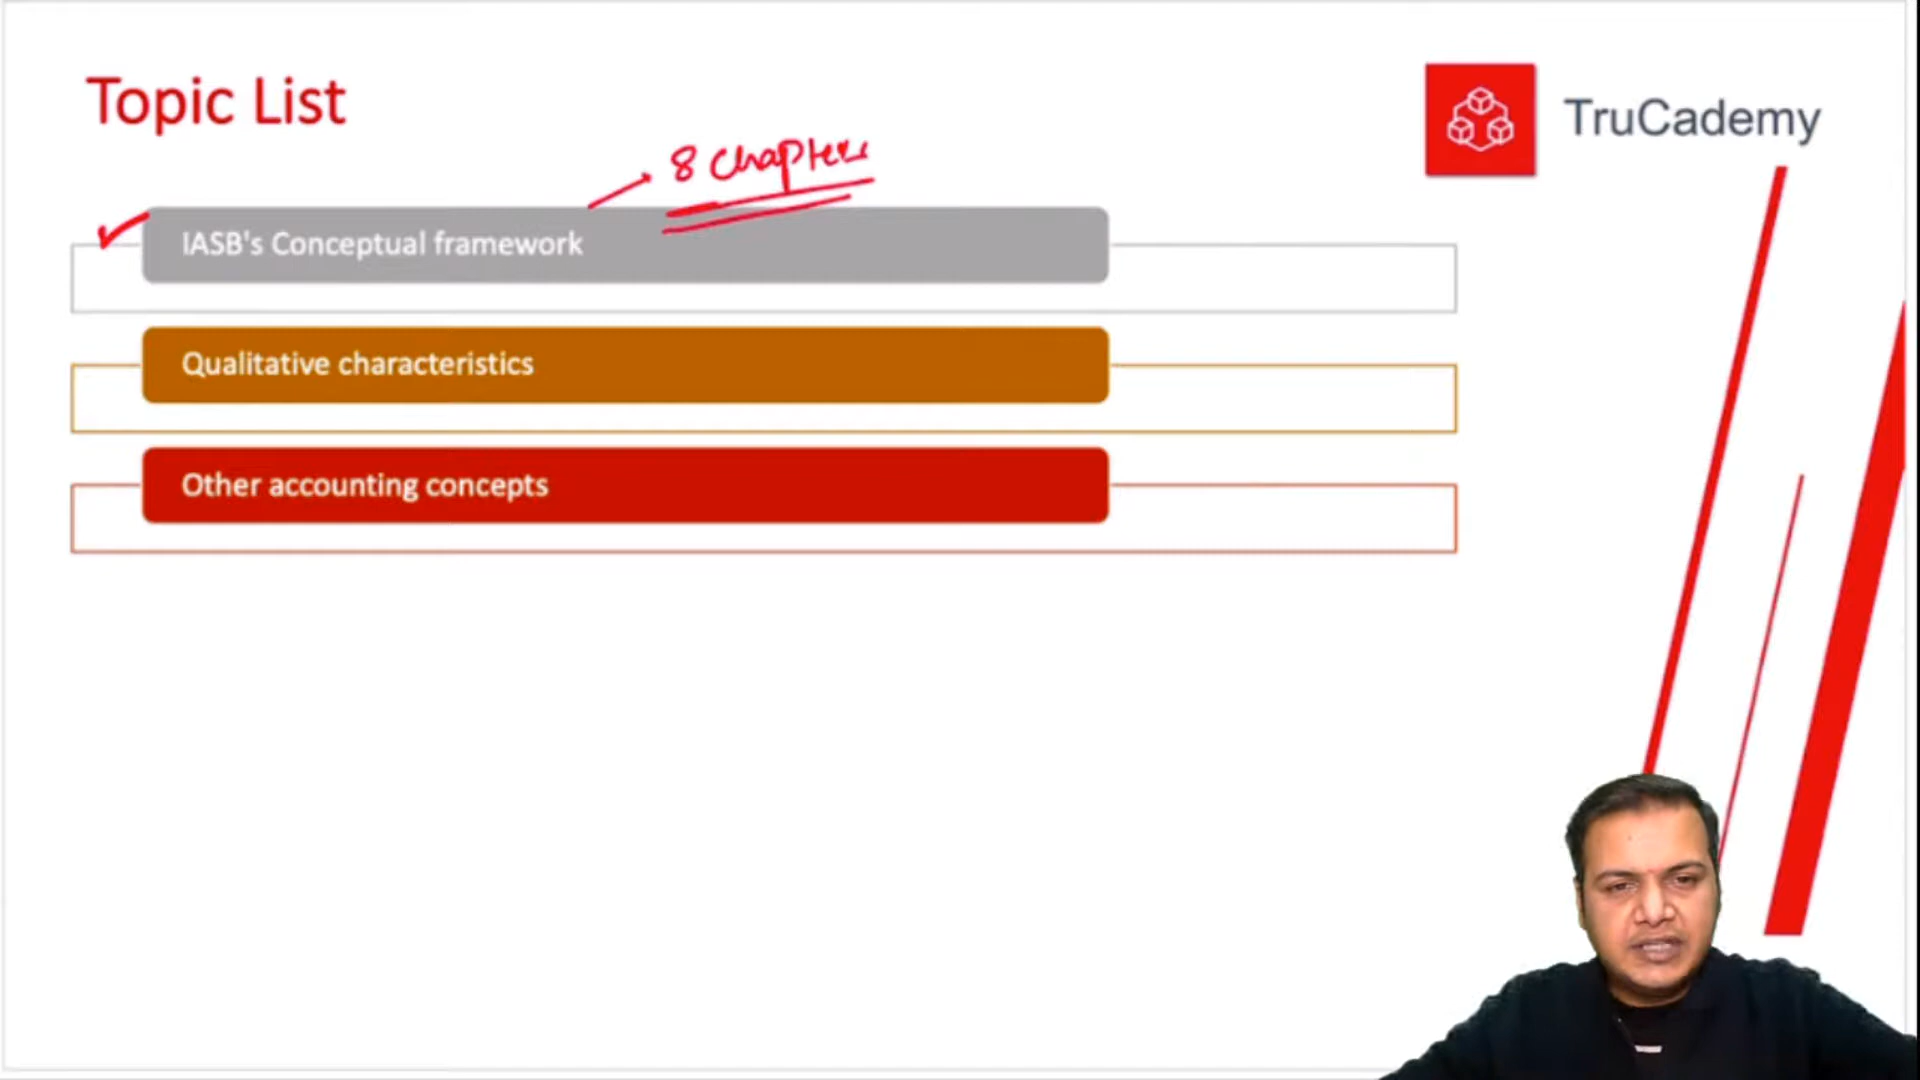 Topic List
TruCademy
8 Chapters
IASB's Conceptual framework
Qualitative characteristics
Other accounting concepts